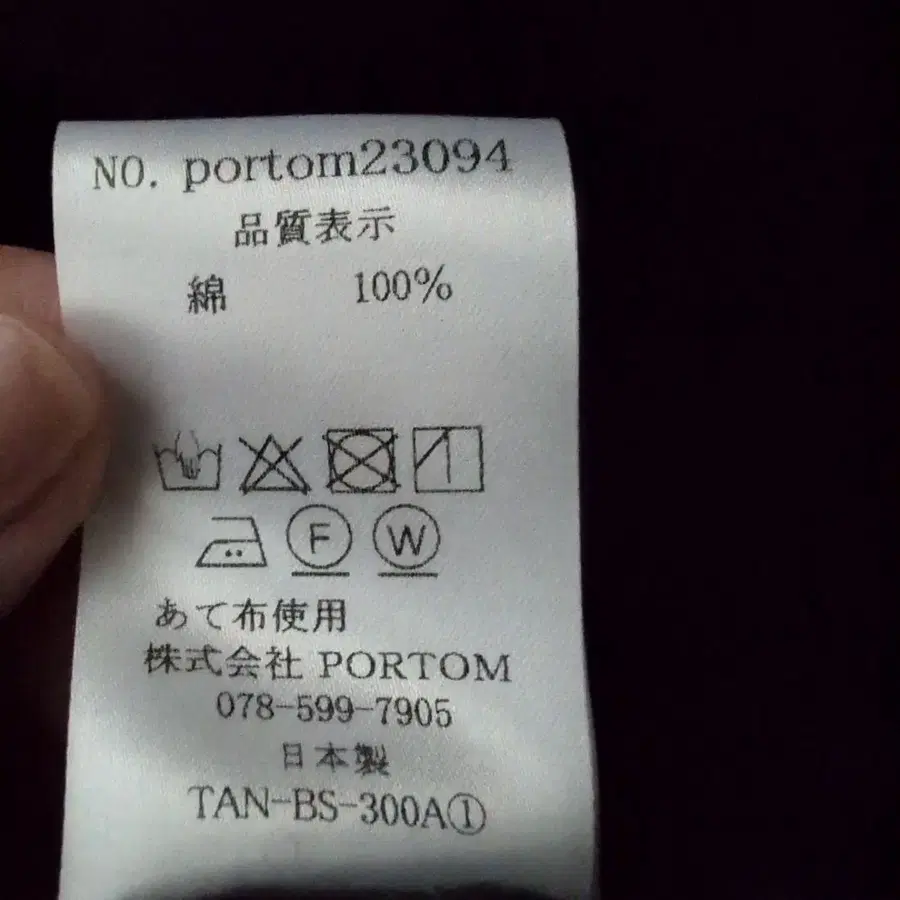 NO. portom23094
品質表示
綿 100%
F W
あて布使用
株式会社 PORTOM
078-599-7905
日本製
TAN-BS-300A①